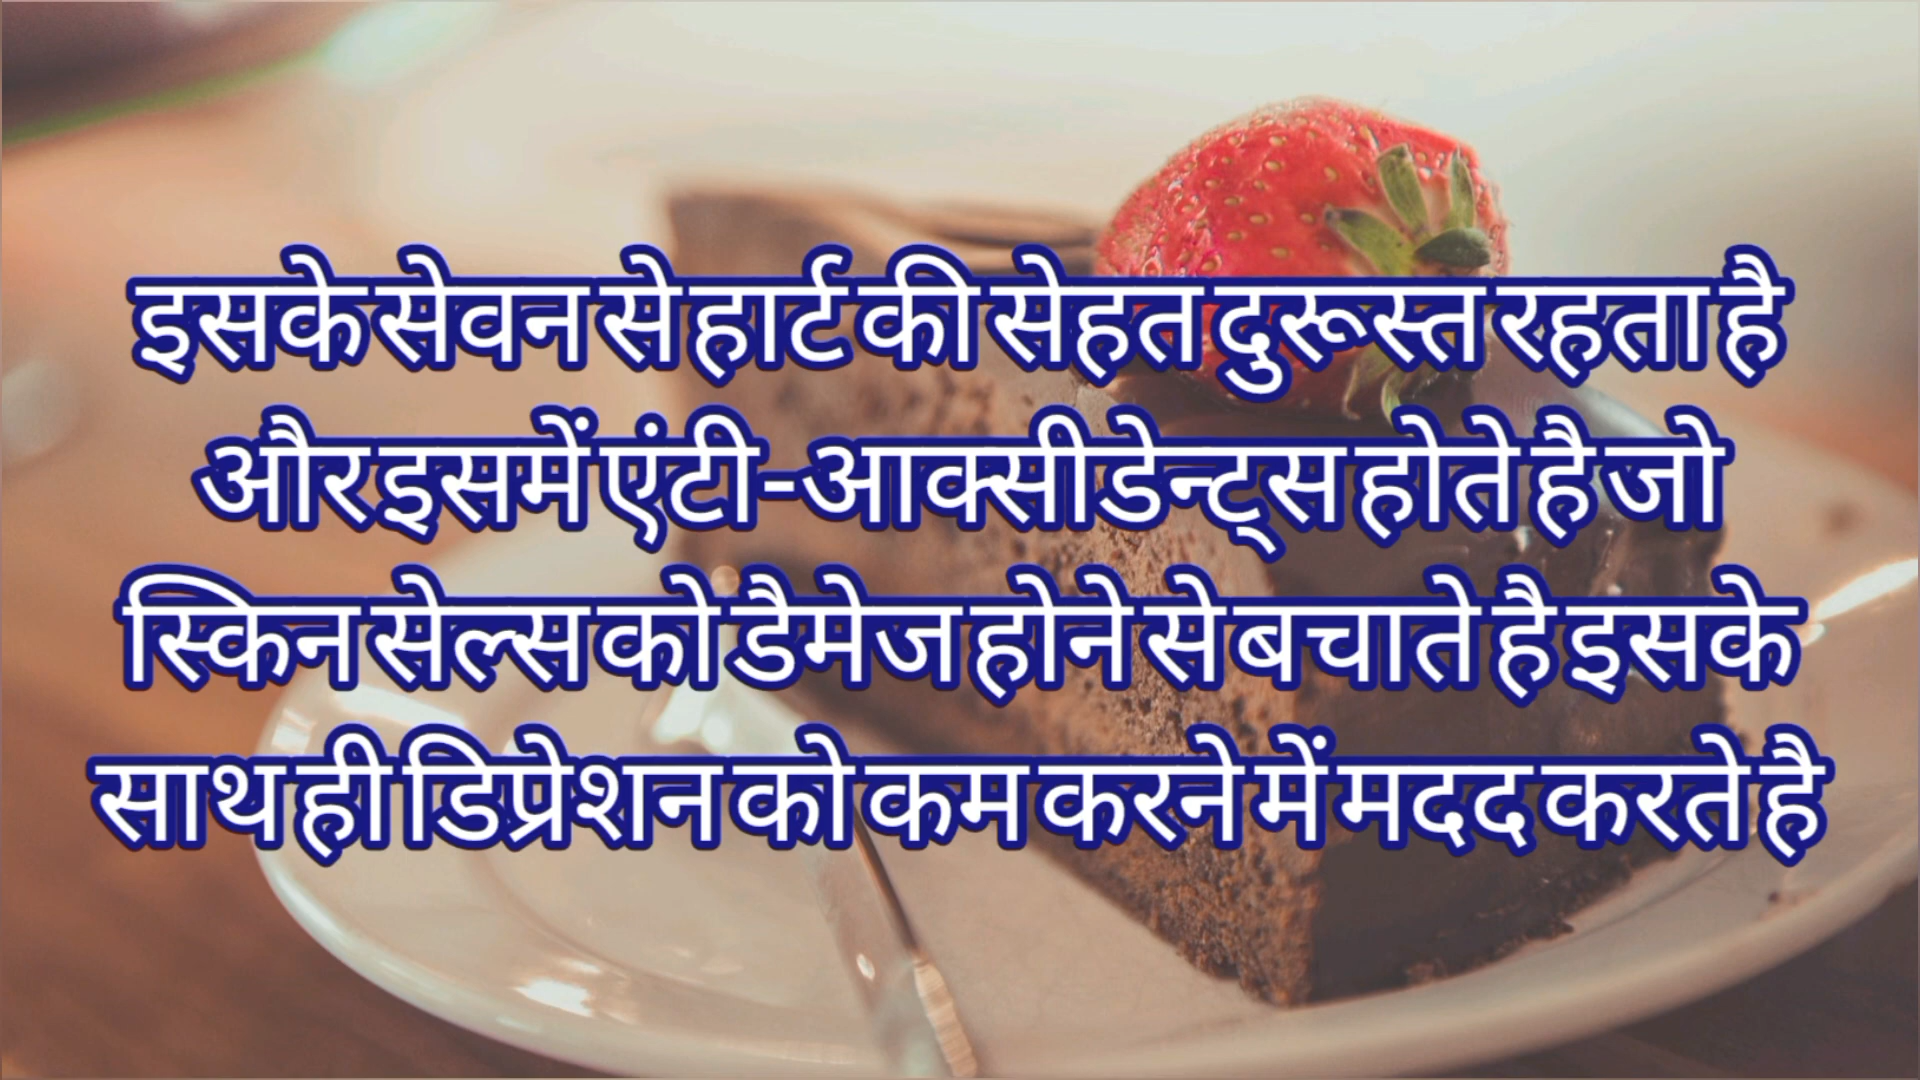 इसके सेवन से हार्ट की सेहत दुरूस्त रहता है
और इसमें एंटी-आक्सीडेन्ट्स होते है जो
स्किन सेल्स को डैमेज होने से बचाते है इसके
साथ ही डिप्रेशन को कम करने में मदद करते है